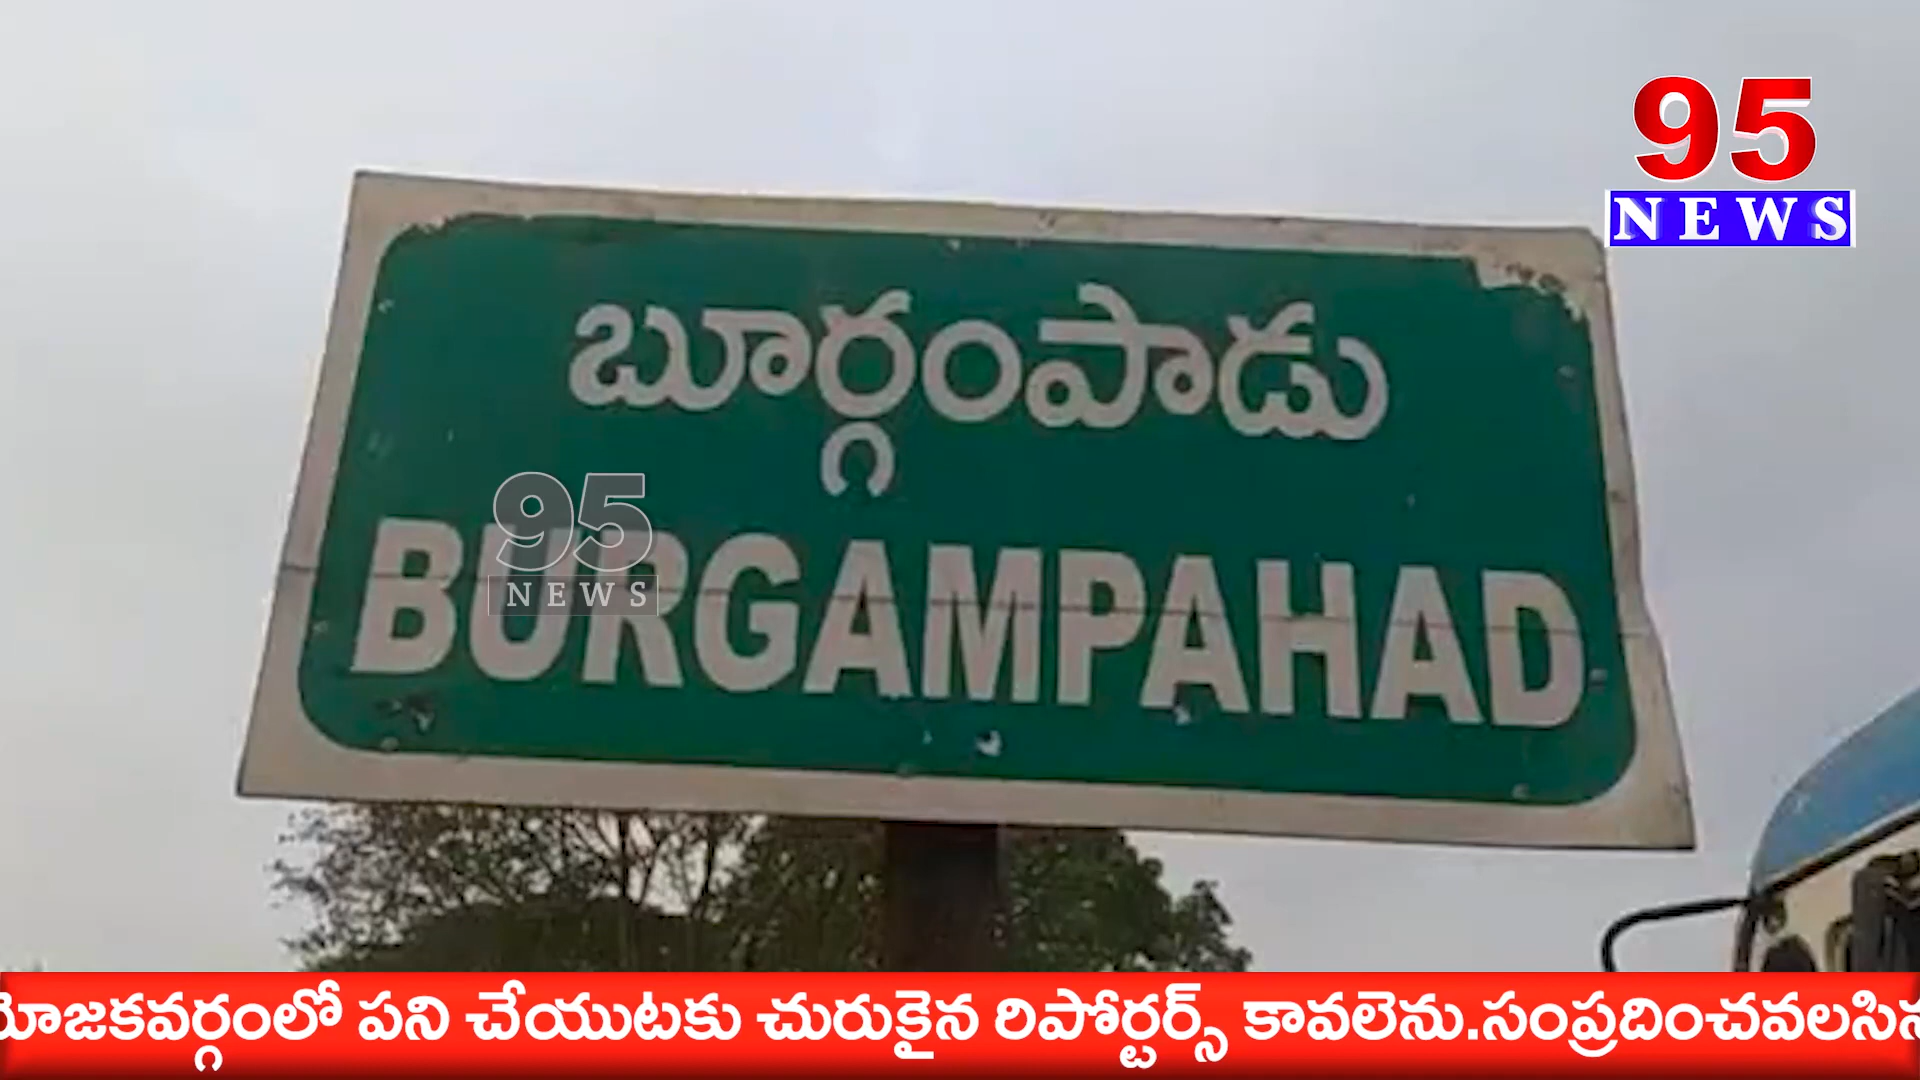 95
NEWS
బూర్గంపాడు
95
NEWS
BURGAMPAHAD
యోజకవర్గంలో పని చేయుటకు చురుకైన రిపోర్టర్స్ కావలెను.సంప్రదించవలసిన